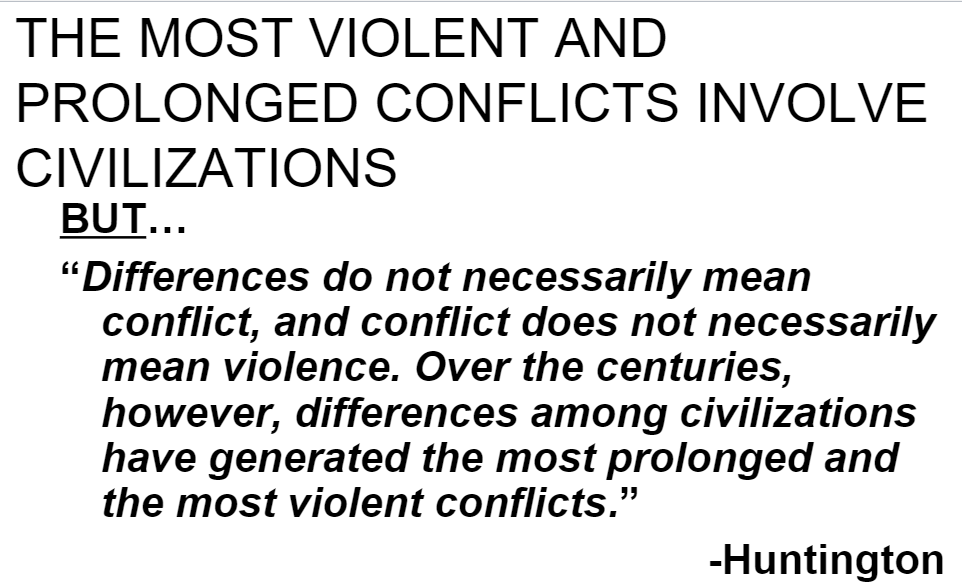 THE MOST VIOLENT AND
PROLONGED CONFLICTS INVOLVE
CIVILIZATIONS
BUT…
“Differences do not necessarily mean
conflict, and conflict does not necessarily
mean violence. Over the centuries,
however, differences among civilizations
have generated the most prolonged and
the most violent conflicts.”
-Huntington